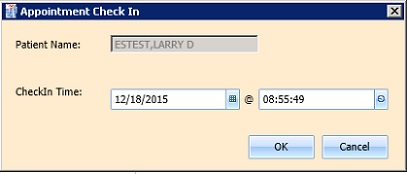 Appointment Check In
Patient Name: ESTEST,LARRY D
CheckIn Time: 12/18/2015 @ 08:55:49
OK Cancel